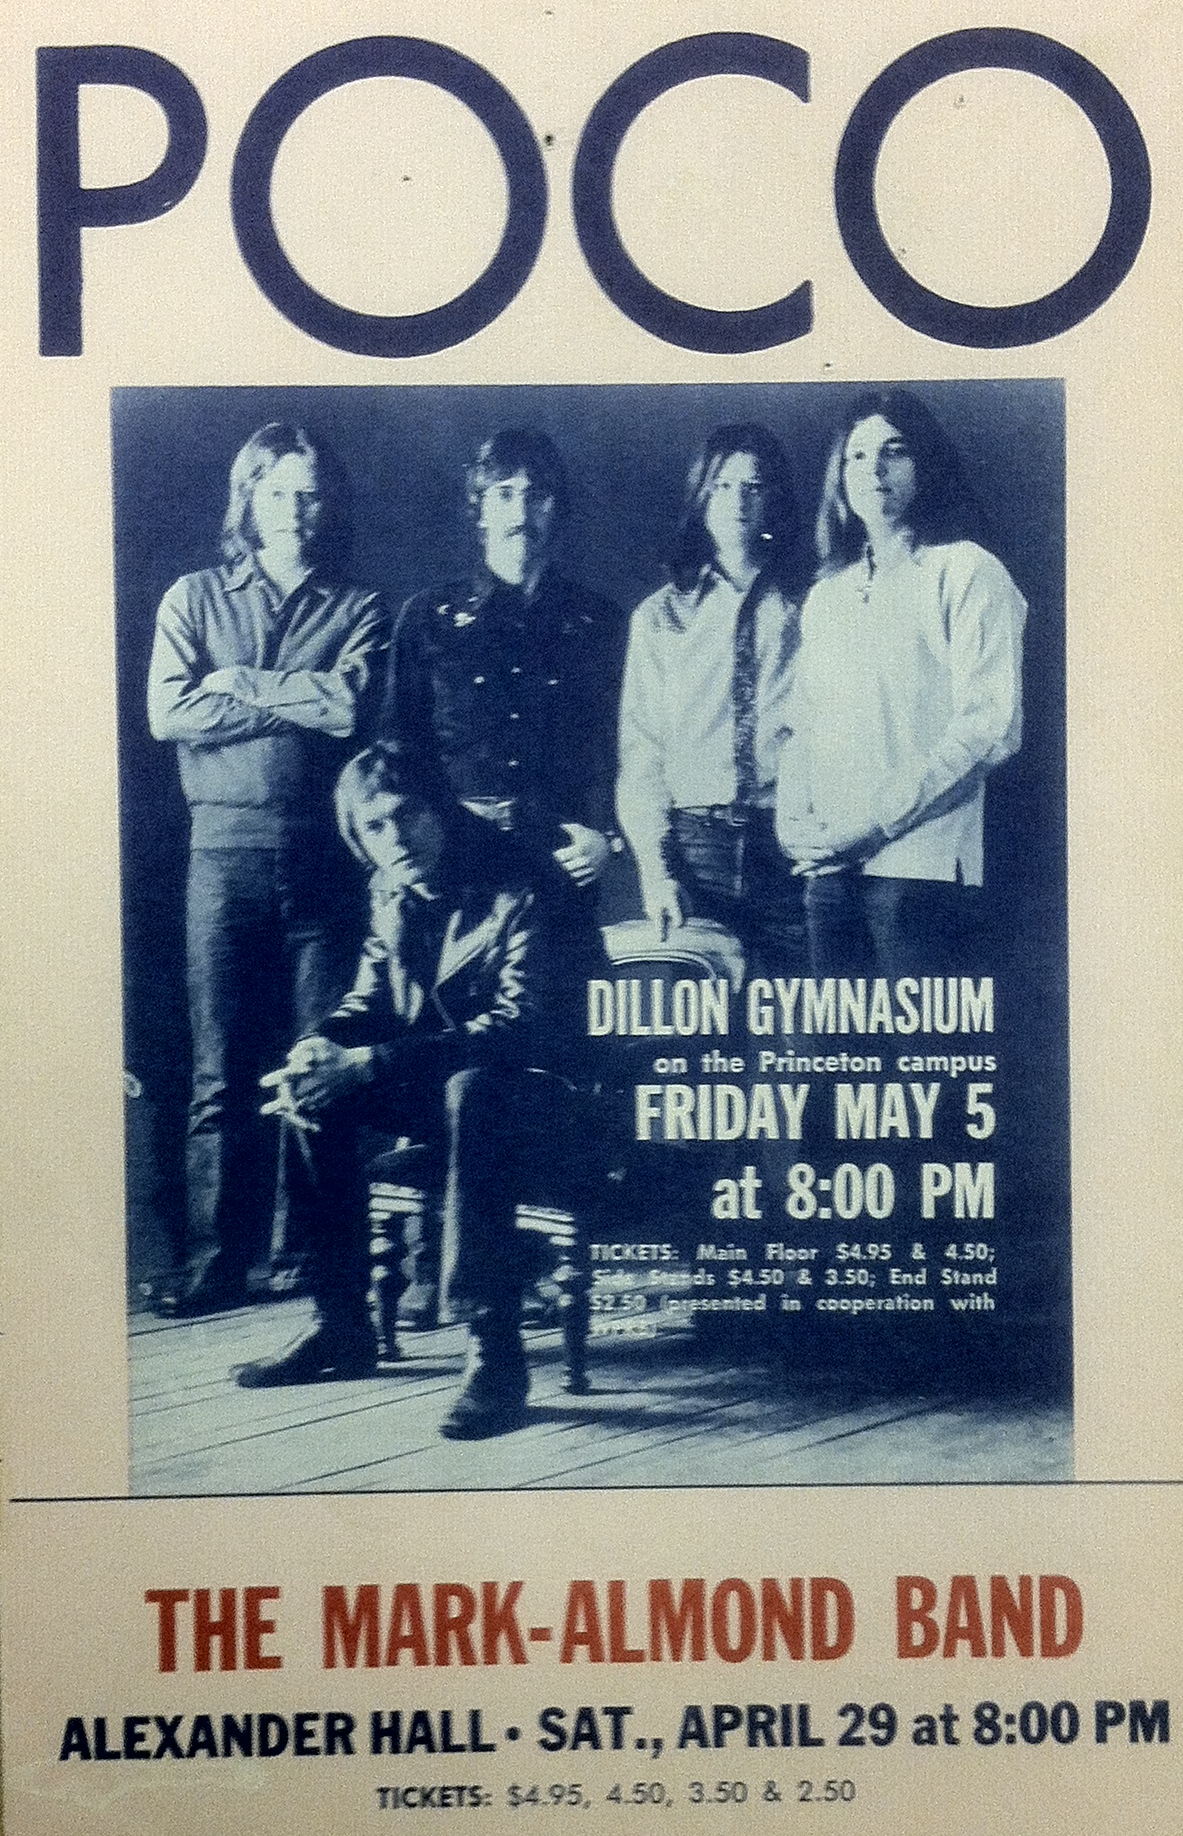 POCO
DILLON GYMNASIUM
on the Princeton campus
FRIDAY MAY 5
at 8:00 PM
TICKETS: Main Floor $4.95 & 4.50;
Side Stands $4.50 & 3.50; End Stand
$2.50 (presented in cooperation with
THE MARK-ALMOND BAND
ALEXANDER HALL • SAT., APRIL 29 at 8:00 PM
TICKETS: $4.95, 4.50, 3.50 & 2.50